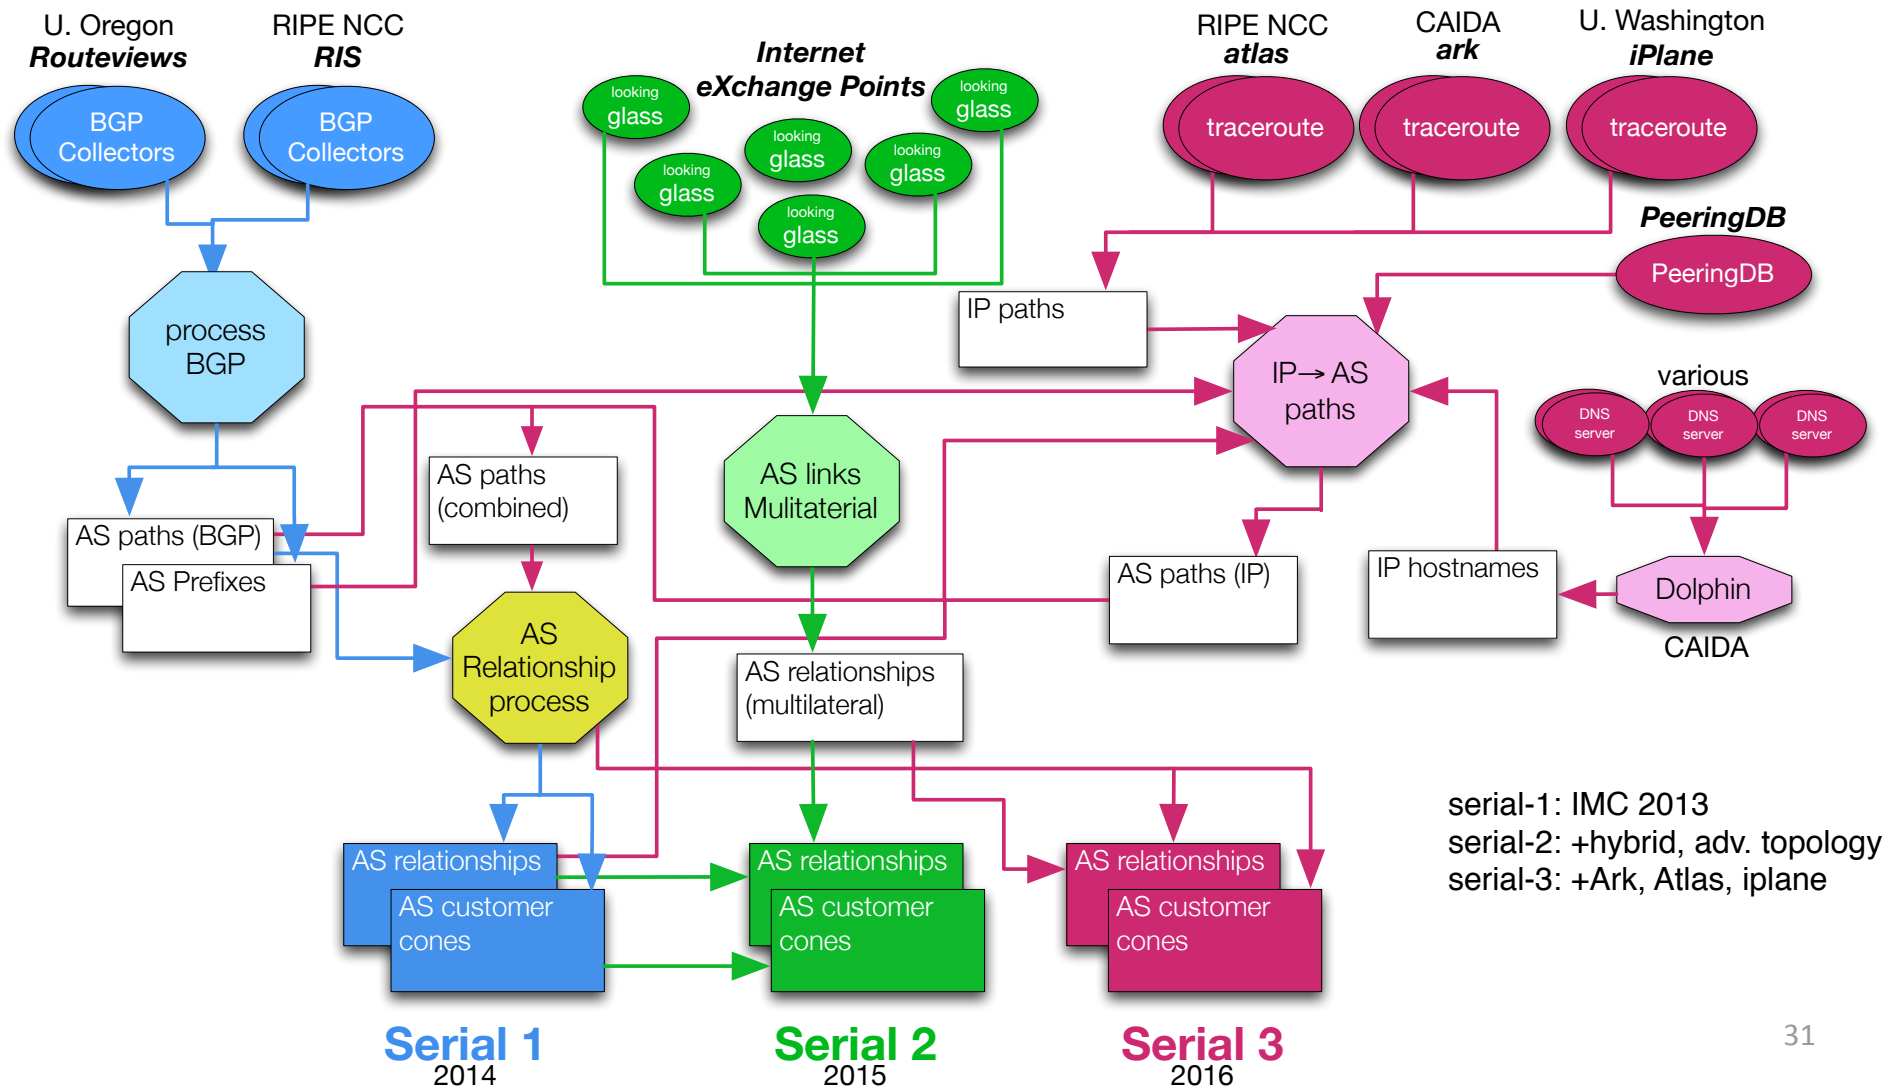 U. Oregon
Routeviews
BGP
Collectors
RIPE NCC
RIS
BGP
Collectors
Internet
eXchange Points
looking
glass
looking
glass
looking
glass
looking
glass
looking
glass
looking
glass
RIPE NCC
atlas
traceroute
CAIDA
ark
traceroute
U. Washington
iPlane
traceroute
PeeringDB
PeeringDB
process
BGP
IP paths
IP→ AS
paths
various
DNS
server
DNS
server
DNS
server
AS paths
(combined)
AS links
Mulitaterial
AS paths (BGP)
AS Prefixes
AS paths (IP)
IP hostnames
Dolphin
CAIDA
AS
Relationship
process
AS relationships
(multilateral)
AS relationships
AS customer
cones
AS relationships
AS customer
cones
AS relationships
AS customer
cones
serial-1: IMC 2013
serial-2: +hybrid, adv. topology
serial-3: +Ark, Atlas, iplane
Serial 1
2014
Serial 2
2015
Serial 3
2016
31